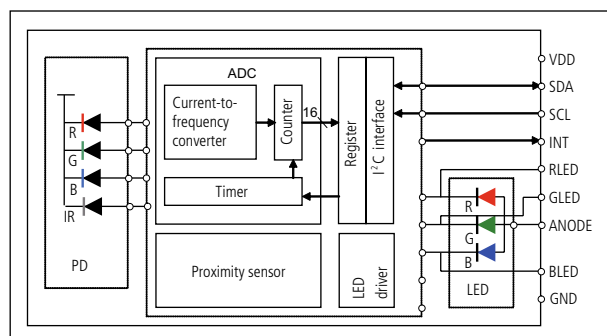 ADC
Current-to-
frequency
converter
Counter
16
Register
I²C interface
Timer
Proximity sensor
LED
driver
R
G
B
IR
PD
R
G
B
LED
VDD
SDA
SCL
INT
RLED
GLED
ANODE
BLED
GND